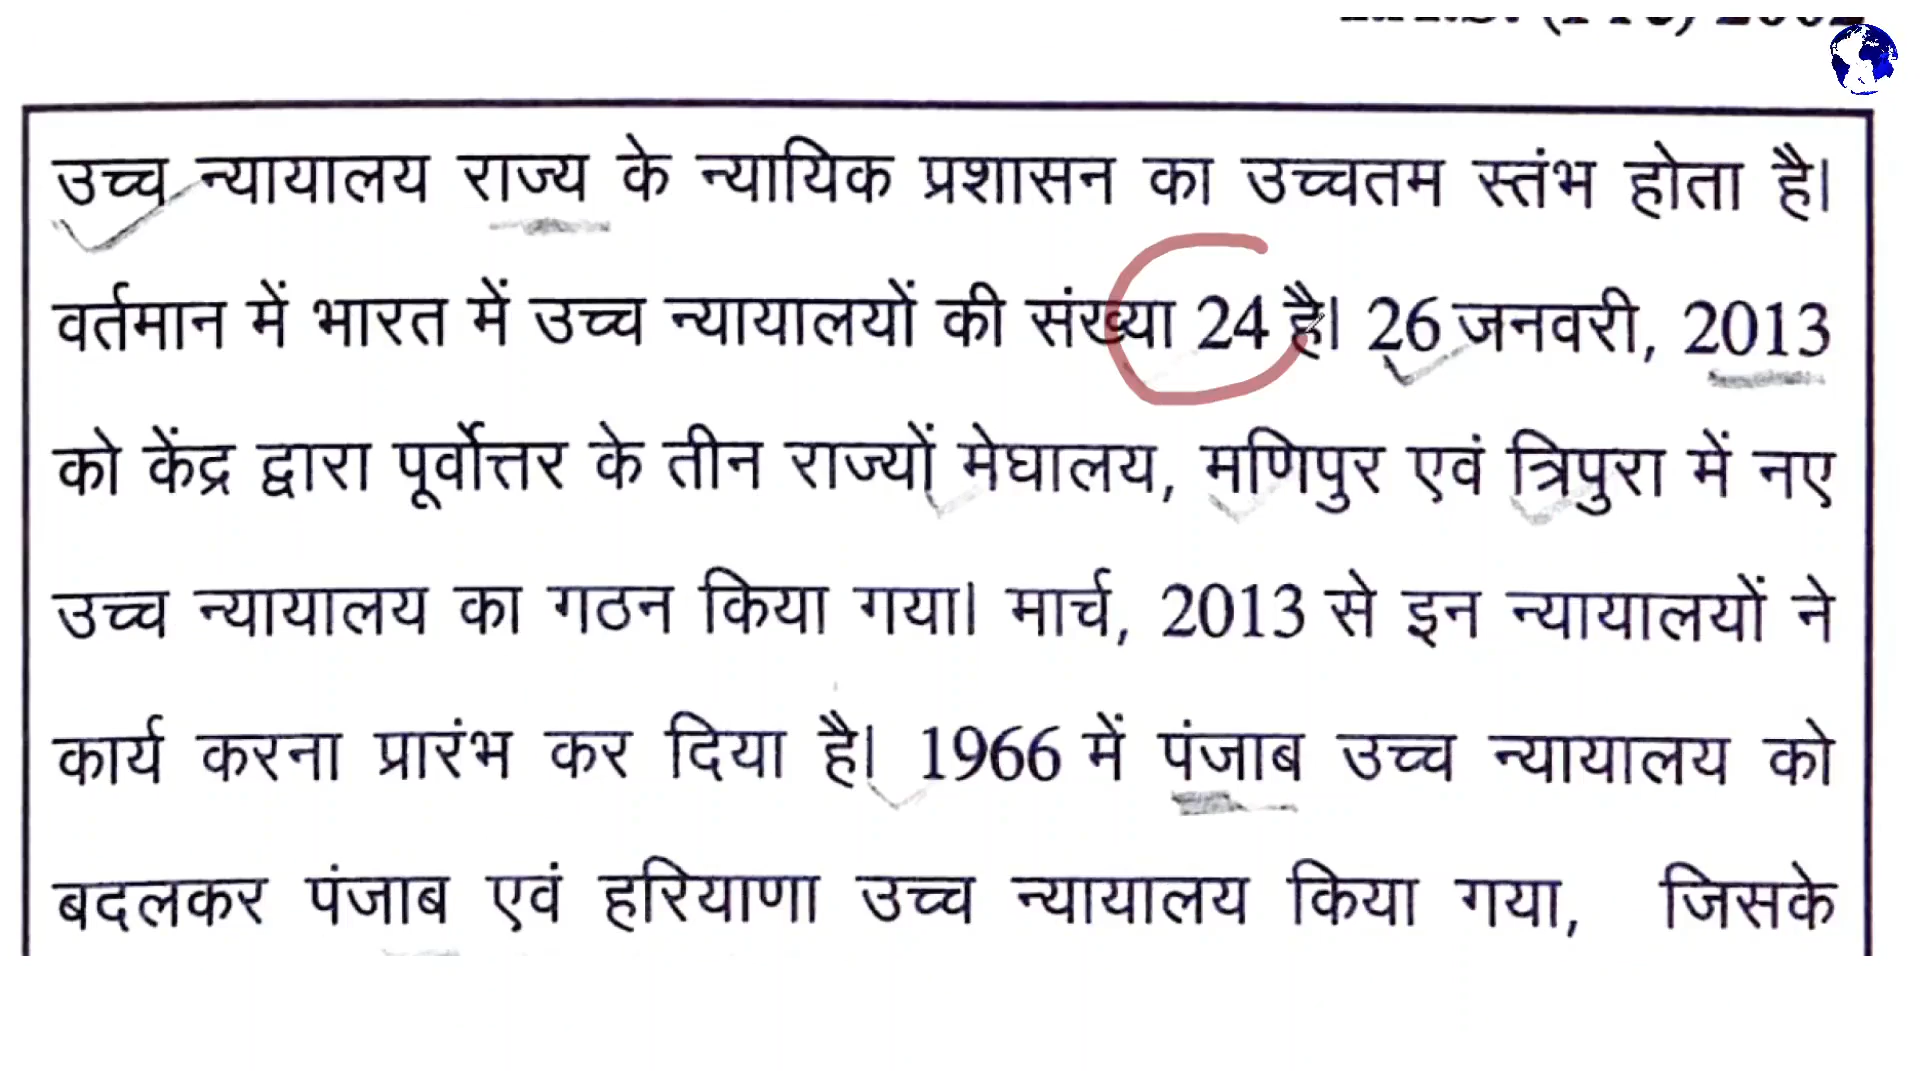 उच्च न्यायालय राज्य के न्यायिक प्रशासन का उच्चतम स्तंभ होता है।
वर्तमान में भारत में उच्च न्यायालयों की संख्या 24 है। 26 जनवरी, 2013
को केंद्र द्वारा पूर्वोत्तर के तीन राज्यों मेघालय, मणिपुर एवं त्रिपुरा में नए
उच्च न्यायालय का गठन किया गया। मार्च, 2013 से इन न्यायालयों ने
कार्य करना प्रारंभ कर दिया है। 1966 में पंजाब उच्च न्यायालय को
बदलकर पंजाब एवं हरियाणा उच्च न्यायालय किया गया, जिसके